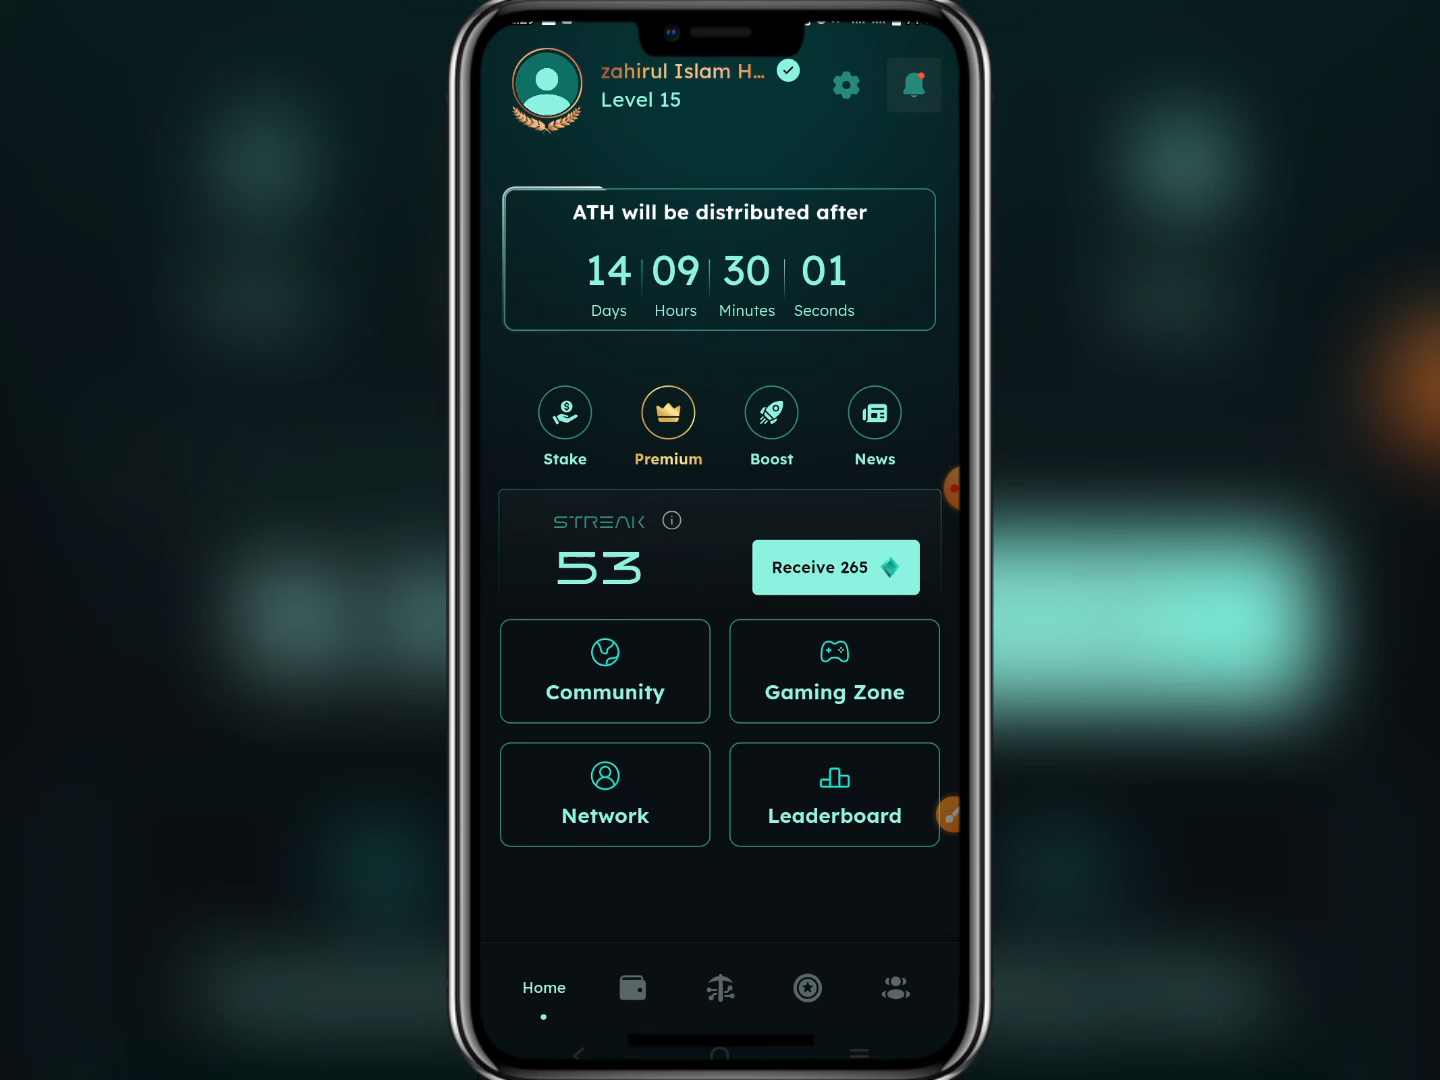 zahirul Islam H...
Level 15
ATH will be distributed after
14 09 30 01
Days Hours Minutes Seconds
Stake Premium Boost News
STREAK
53
Receive 265
Community Gaming Zone
Network Leaderboard
Home